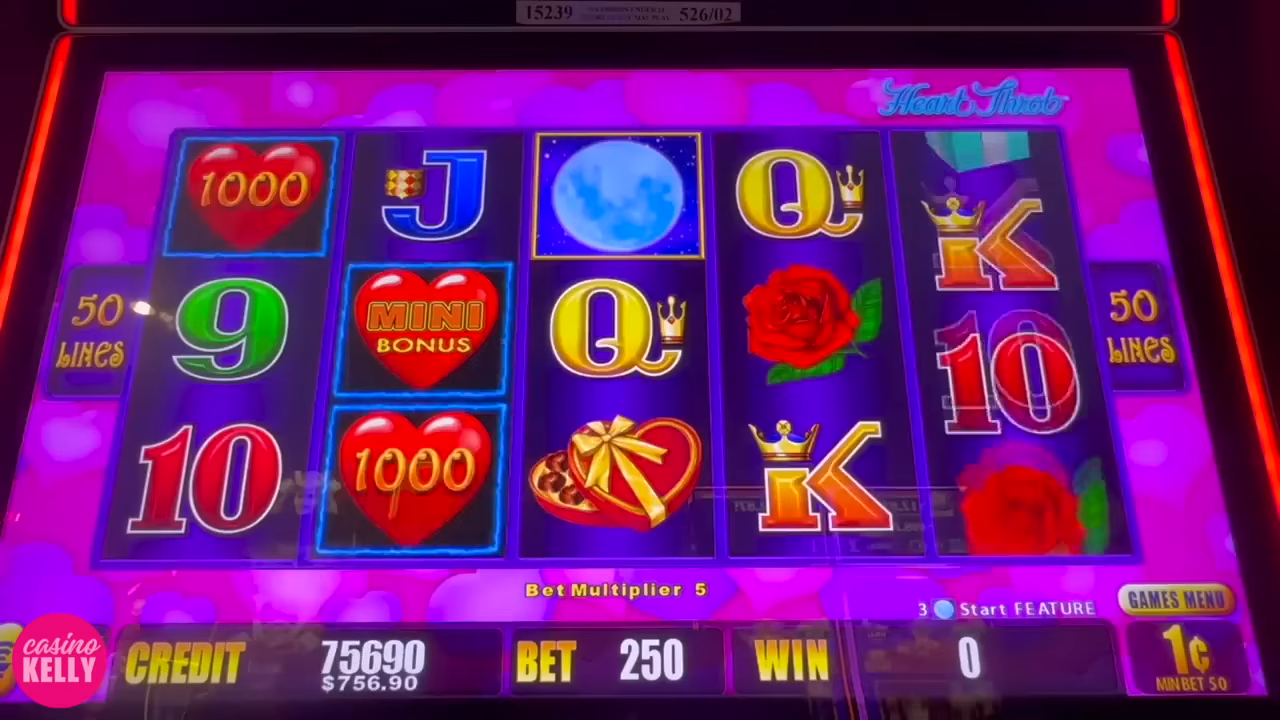 15239
526/02
Heart Throb
1000
J
Q
K
50
LINES
9
MINI
BONUS
Q
10
50
LINES
10
1000
K
Bet Multiplier 5
3 Start FEATURE
GAMES MENU
casino
KELLY
CREDIT
75690
$756.90
BET
250
WIN
0
1¢
MIN BET 50